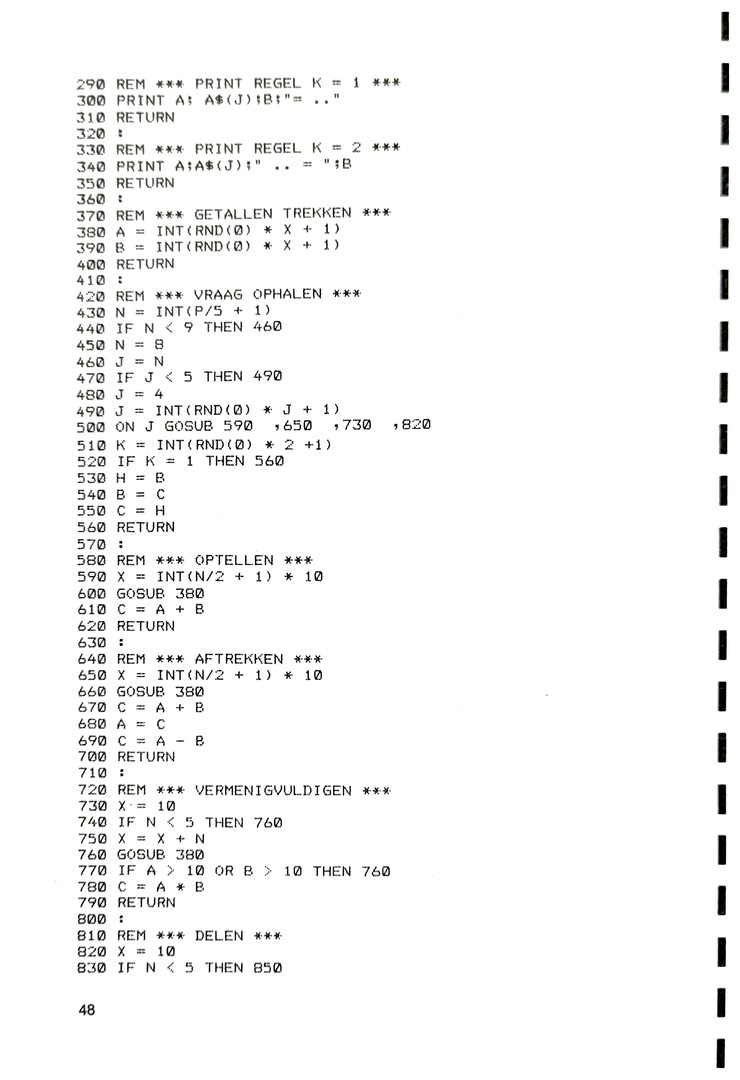 290 REM *** PRINT REGEL K = 1 ***
300 PRINT A; A$(J);B;"= .."
310 RETURN
320 :
330 REM *** PRINT REGEL K = 2 ***
340 PRINT A;A$(J);" .. = ";B
350 RETURN
360 :
370 REM *** GETALLEN TREKKEN ***
380 A = INT(RND(0) * X + 1)
390 B = INT(RND(0) * X + 1)
400 RETURN
410 :
420 REM *** VRAAG OPHALEN ***
430 N = INT(P/5 + 1)
440 IF N < 9 THEN 460
450 N = 8
460 J = N
470 IF J < 5 THEN 490
480 J = 4
490 J = INT(RND(0) * J + 1)
500 ON J GOSUB 590  ,650  ,730  ,820
510 K = INT(RND(0) * 2 +1)
520 IF K = 1 THEN 560
530 H = B
540 B = C
550 C = H
560 RETURN
570 :
580 REM *** OPTELLEN ***
590 X = INT(N/2 + 1) * 10
600 GOSUB 380
610 C = A + B
620 RETURN
630 :
640 REM *** AFTREKKEN ***
650 X = INT(N/2 + 1) * 10
660 GOSUB 380
670 C = A + B
680 A = C
690 C = A - B
700 RETURN
710 :
720 REM *** VERMENIGVULDIGEN ***
730 X = 10
740 IF N < 5 THEN 760
750 X = X + N
760 GOSUB 380
770 IF A > 10 OR B > 10 THEN 760
780 C = A * B
790 RETURN
800 :
810 REM *** DELEN ***
820 X = 10
830 IF N < 5 THEN 850
48